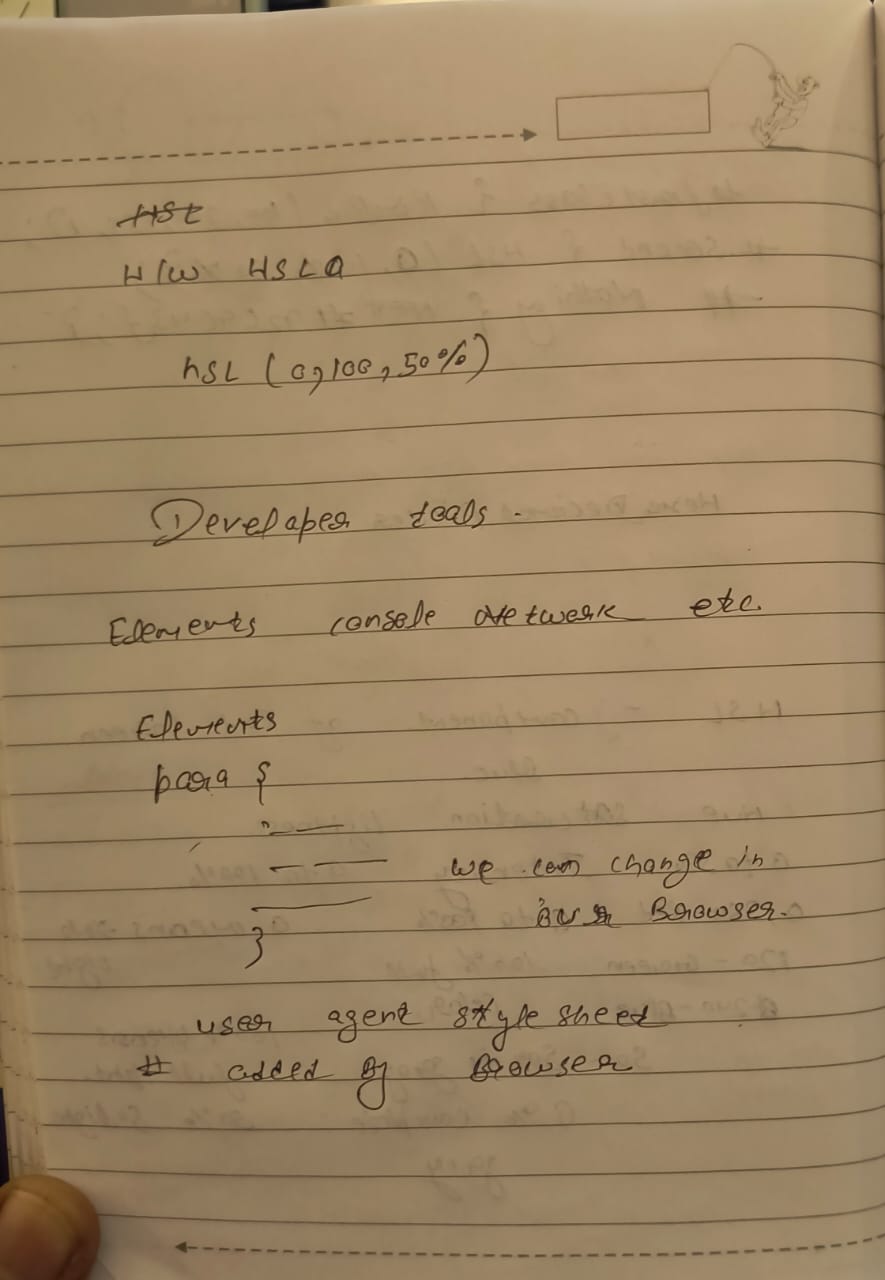 HSL
H/W HSLA
hSL (0,100,50%)
Developer tools.
Elements console Network etc.
Elements
para {
we can change in
our Browser.
}
user agent style sheet
# added By Browser